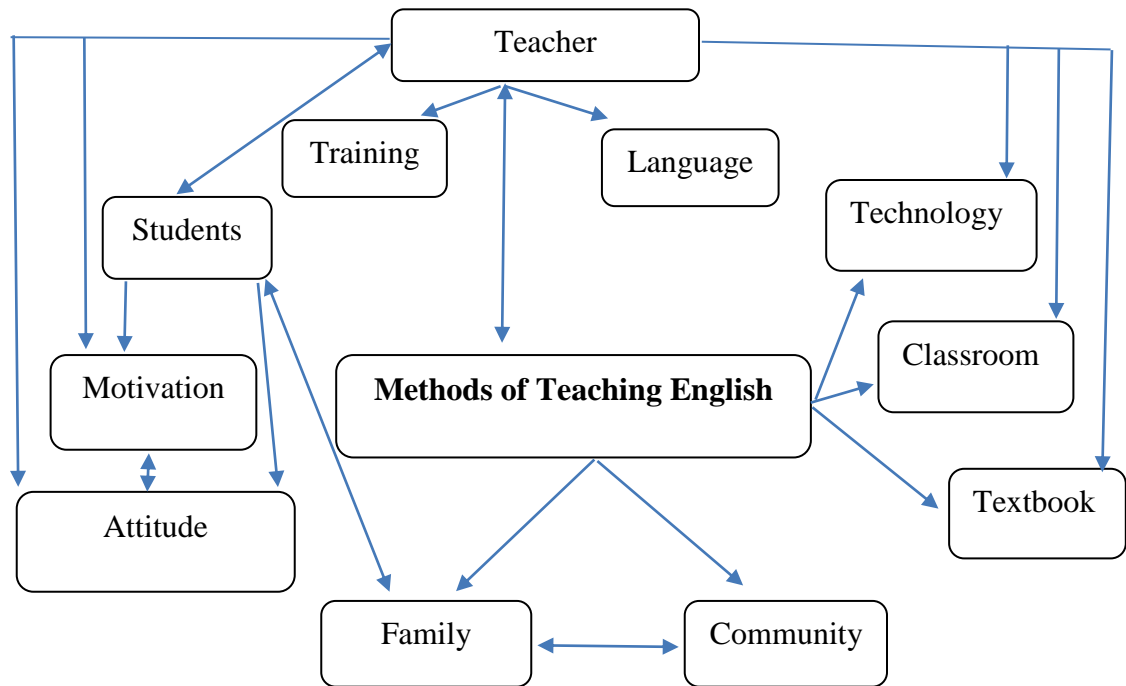 Teacher
Training
Language
Students
Technology
Motivation
Methods of Teaching English
Classroom
Attitude
Textbook
Family
Community